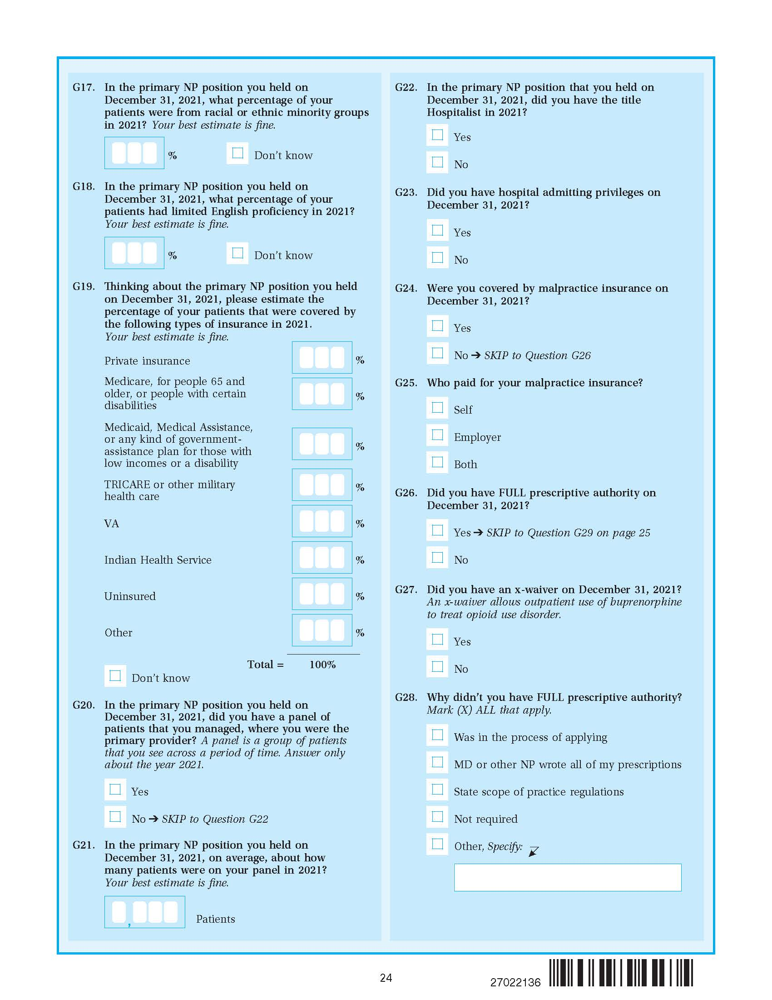 G17. In the primary NP position you held on
December 31, 2021, what percentage of your
patients were from racial or ethnic minority groups
in 2021? Your best estimate is fine.
% Don't know
G18. In the primary NP position you held on
December 31, 2021, what percentage of your
patients had limited English proficiency in 2021?
Your best estimate is fine.
% Don't know
G19. Thinking about the primary NP position you held
on December 31, 2021, please estimate the
percentage of your patients that were covered by
the following types of insurance in 2021.
Your best estimate is fine.
Private insurance %
Medicare, for people 65 and
older, or people with certain
disabilities %
Medicaid, Medical Assistance,
or any kind of government-
assistance plan for those with
low incomes or a disability %
TRICARE or other military
health care %
VA %
Indian Health Service %
Uninsured %
Other %
Total = 100%
Don't know
G20. In the primary NP position you held on
December 31, 2021, did you have a panel of
patients that you managed, where you were the
primary provider? A panel is a group of patients
that you see across a period of time. Answer only
about the year 2021.
Yes
No ➔ SKIP to Question G22
G21. In the primary NP position you held on
December 31, 2021, on average, about how
many patients were on your panel in 2021?
Your best estimate is fine.
, Patients
G22. In the primary NP position that you held on
December 31, 2021, did you have the title
Hospitalist in 2021?
Yes
No
G23. Did you have hospital admitting privileges on
December 31, 2021?
Yes
No
G24. Were you covered by malpractice insurance on
December 31, 2021?
Yes
No ➔ SKIP to Question G26
G25. Who paid for your malpractice insurance?
Self
Employer
Both
G26. Did you have FULL prescriptive authority on
December 31, 2021?
Yes ➔ SKIP to Question G29 on page 25
No
G27. Did you have an x-waiver on December 31, 2021?
An x-waiver allows outpatient use of buprenorphine
to treat opioid use disorder.
Yes
No
G28. Why didn't you have FULL prescriptive authority?
Mark (X) ALL that apply.
Was in the process of applying
MD or other NP wrote all of my prescriptions
State scope of practice regulations
Not required
Other, Specify:
24
27022136